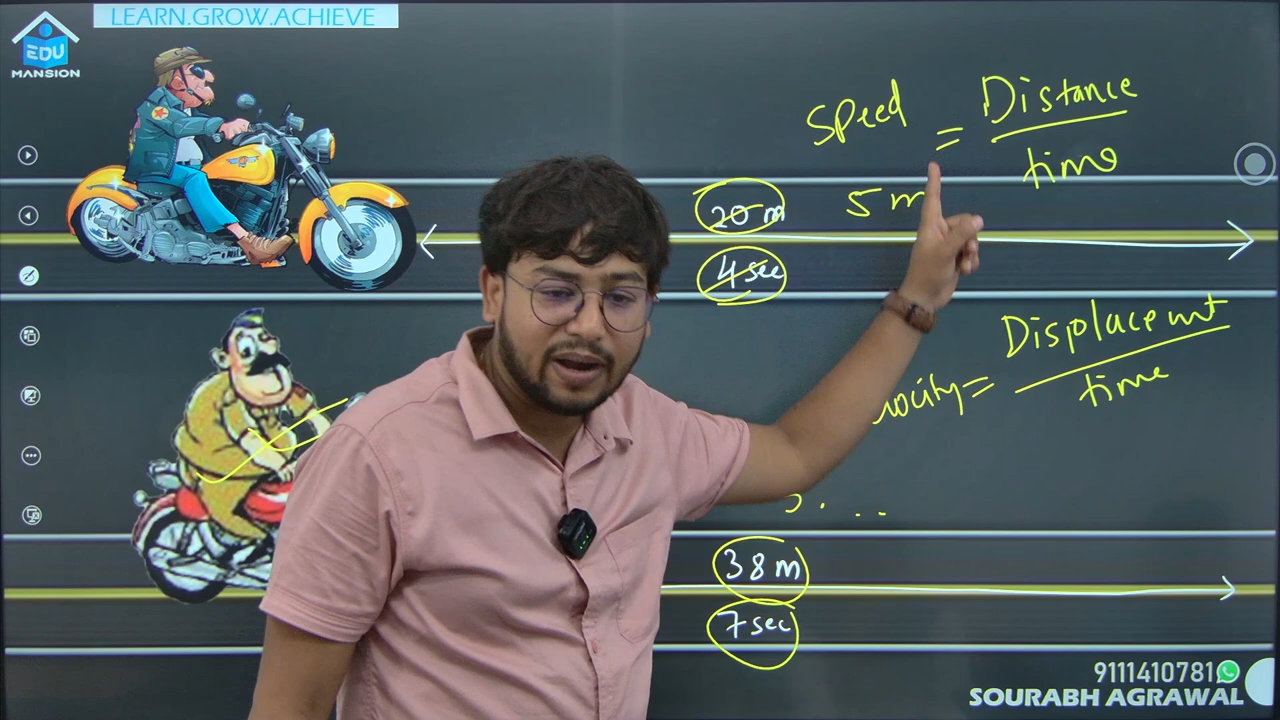 LEARN.GROW.ACHIEVE
EDU
MANSION
Speed = Distance
time
20 m
5 m
4 sec
Displacement
ocity =
time
38 m
7 sec
9111410781
SOURABH AGRAWAL